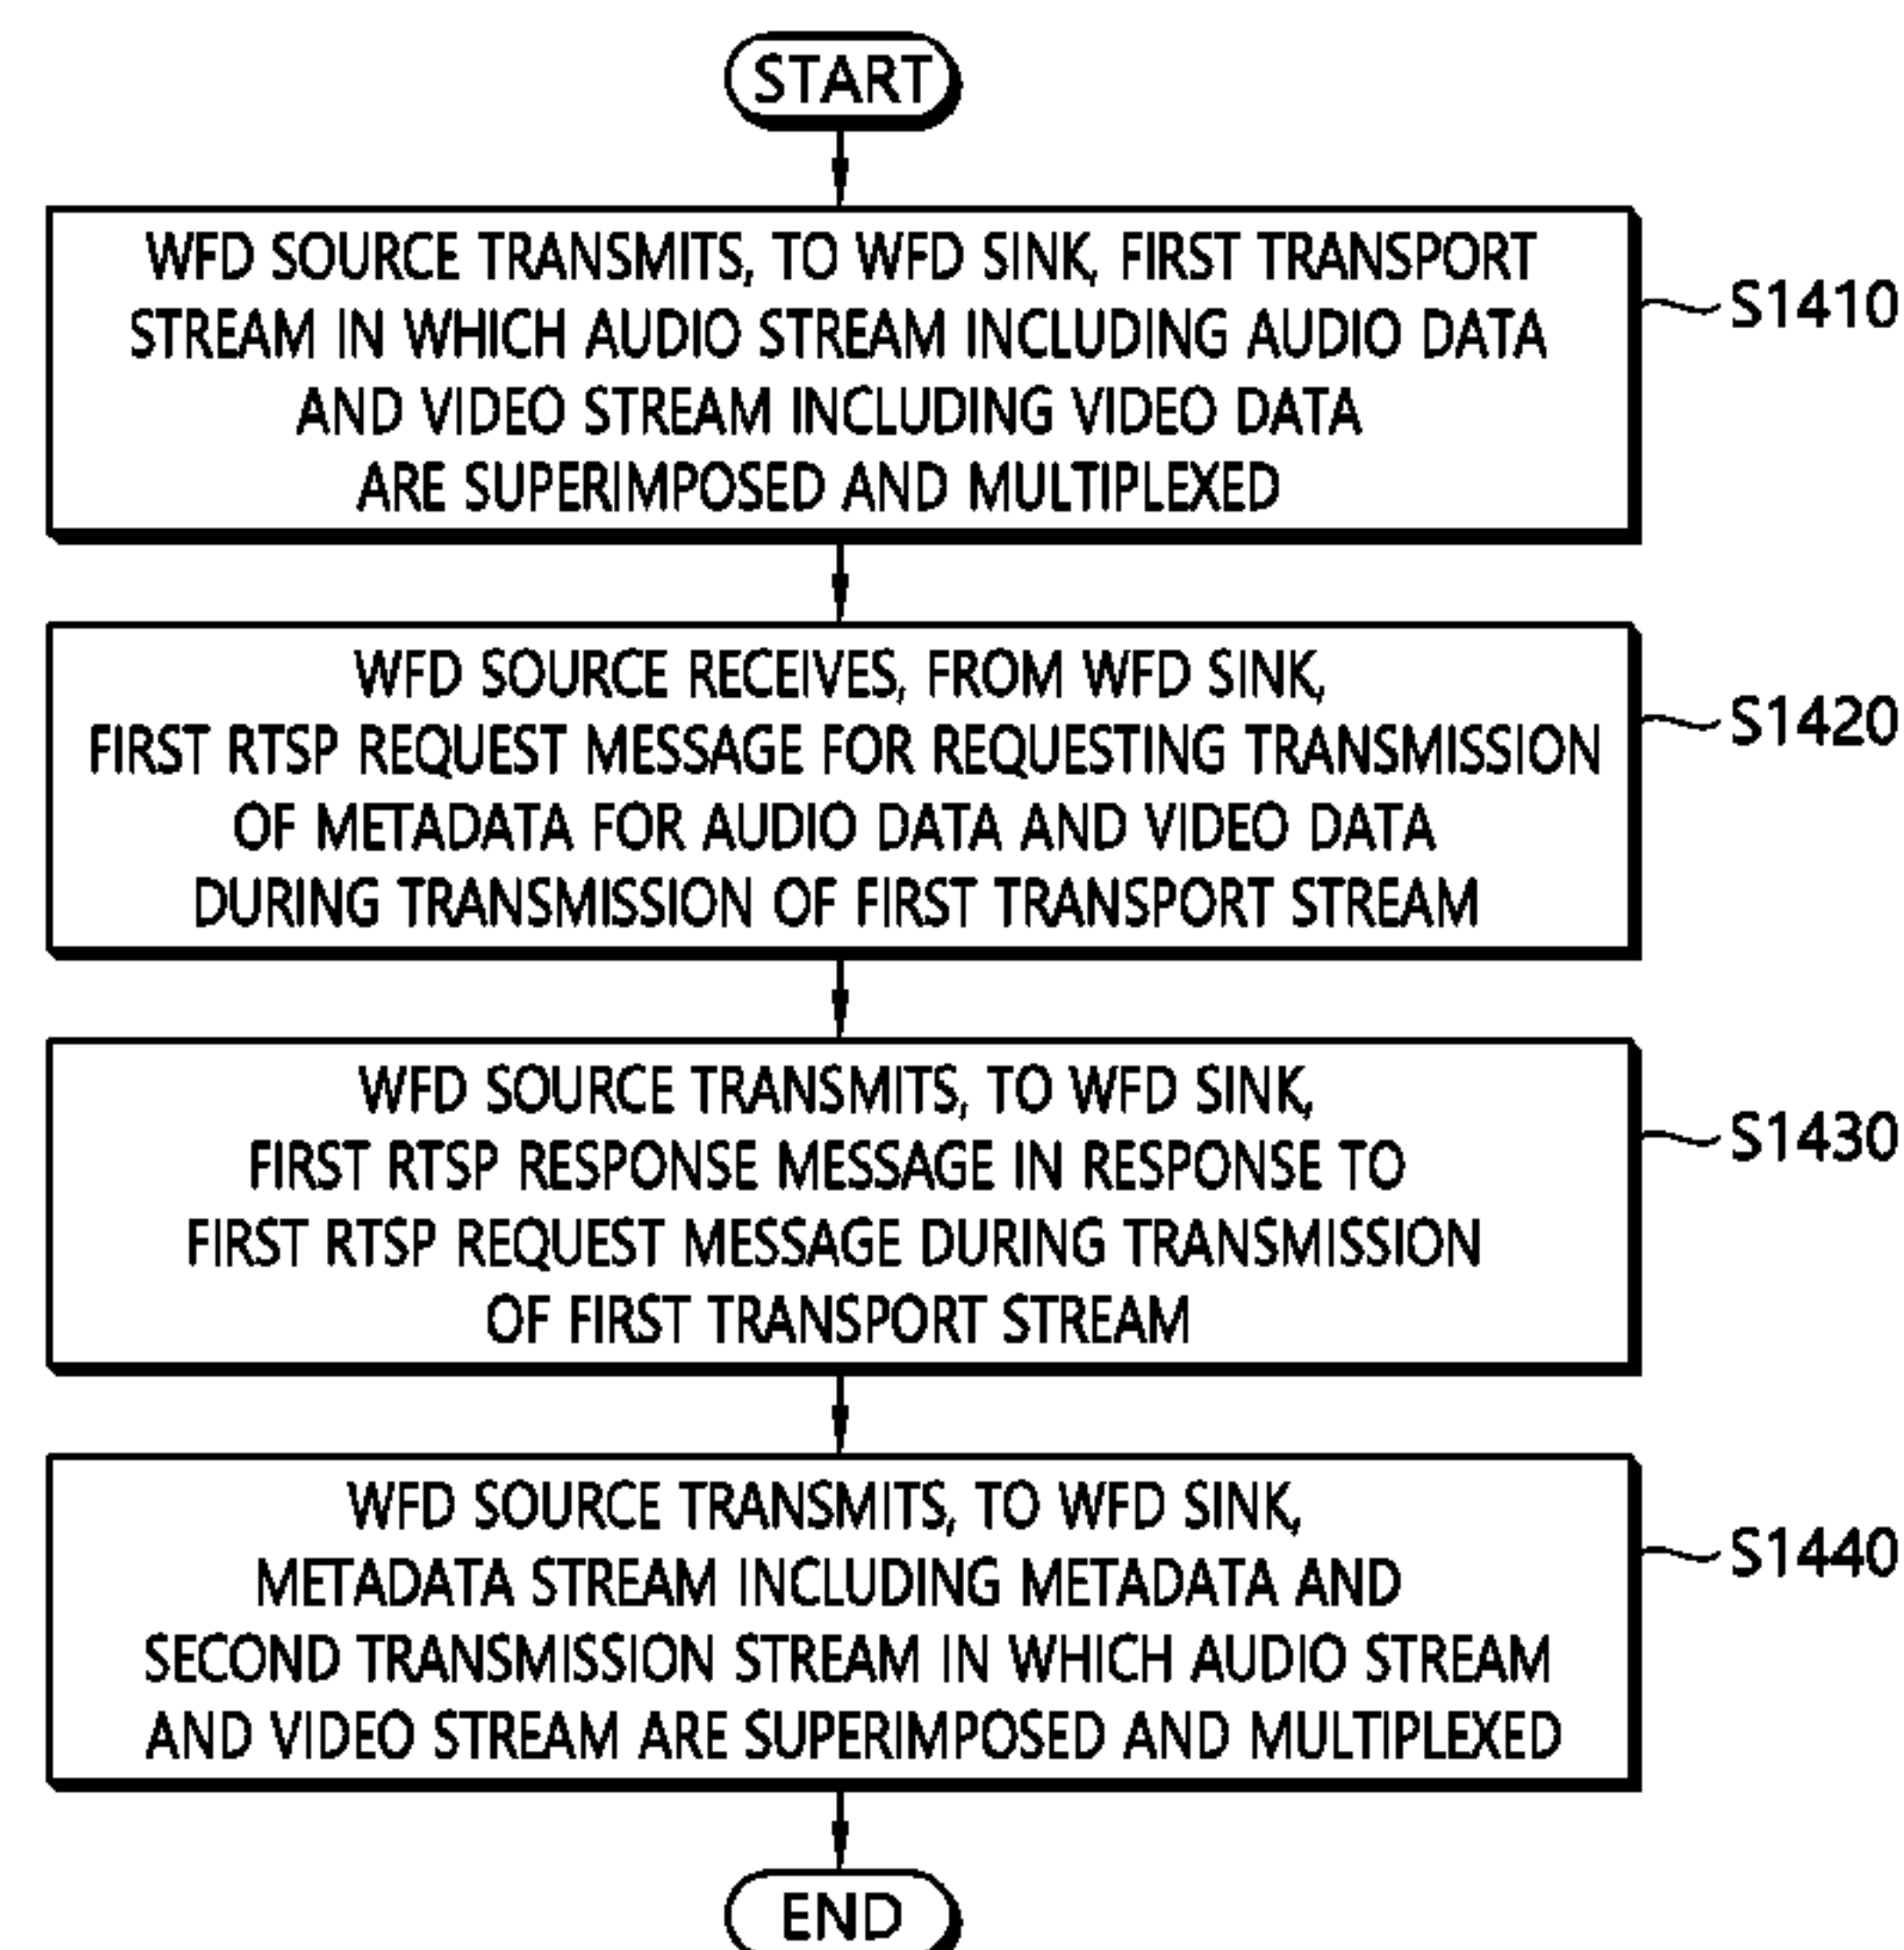 START
WFD SOURCE TRANSMITS, TO WFD SINK, FIRST TRANSPORT
STREAM IN WHICH AUDIO STREAM INCLUDING AUDIO DATA
AND VIDEO STREAM INCLUDING VIDEO DATA
ARE SUPERIMPOSED AND MULTIPLEXED
S1410
WFD SOURCE RECEIVES, FROM WFD SINK,
FIRST RTSP REQUEST MESSAGE FOR REQUESTING TRANSMISSION
OF METADATA FOR AUDIO DATA AND VIDEO DATA
DURING TRANSMISSION OF FIRST TRANSPORT STREAM
S1420
WFD SOURCE TRANSMITS, TO WFD SINK,
FIRST RTSP RESPONSE MESSAGE IN RESPONSE TO
FIRST RTSP REQUEST MESSAGE DURING TRANSMISSION
OF FIRST TRANSPORT STREAM
S1430
WFD SOURCE TRANSMITS, TO WFD SINK,
METADATA STREAM INCLUDING METADATA AND
SECOND TRANSMISSION STREAM IN WHICH AUDIO STREAM
AND VIDEO STREAM ARE SUPERIMPOSED AND MULTIPLEXED
S1440
END